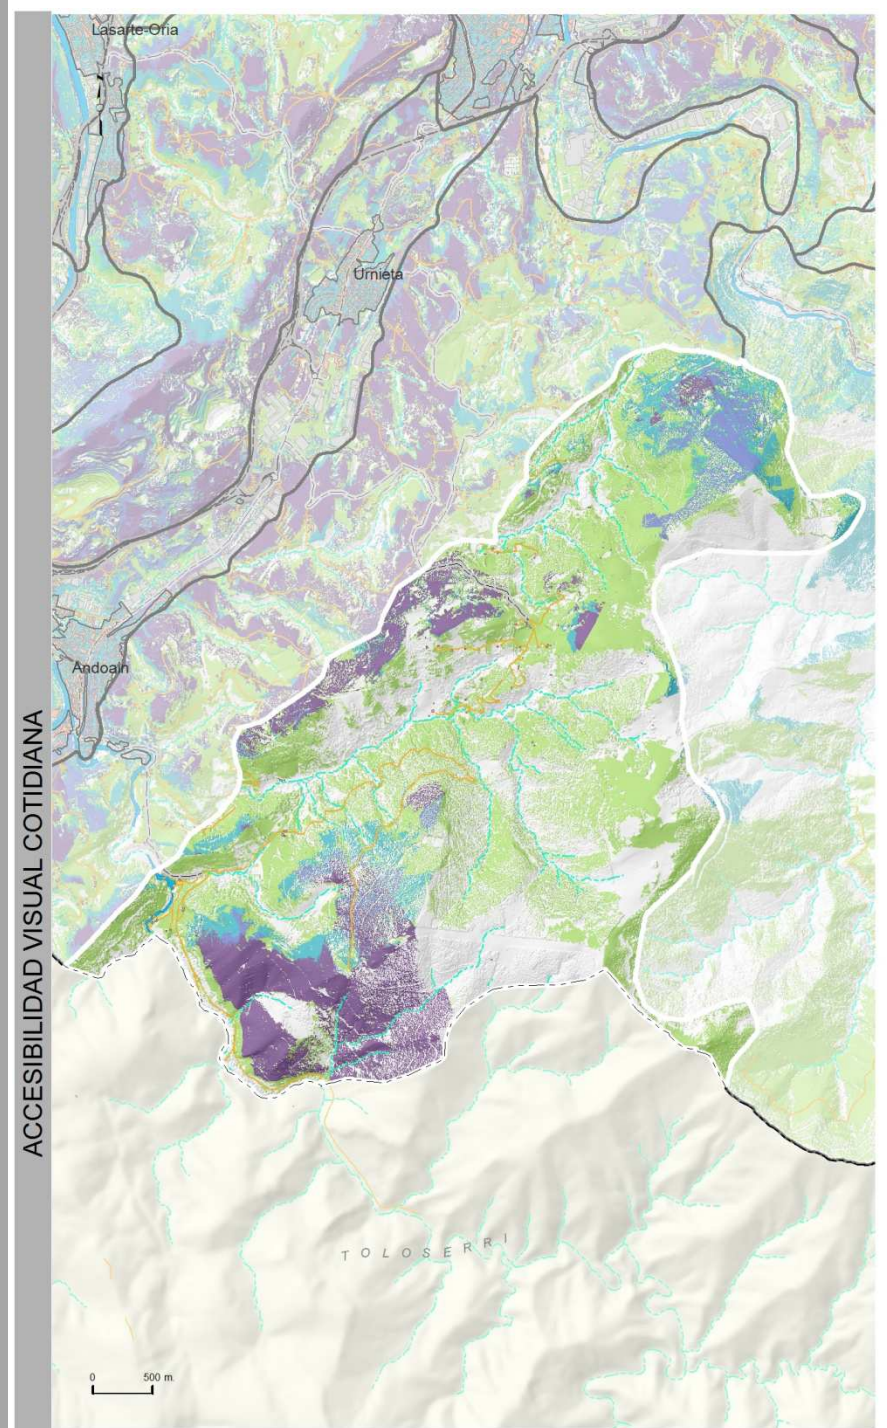 ACCESIBILIDAD VISUAL COTIDIANA
Lasarte-Oria
Urnieta
Andoain
TOLOSERRI
0 500 m.